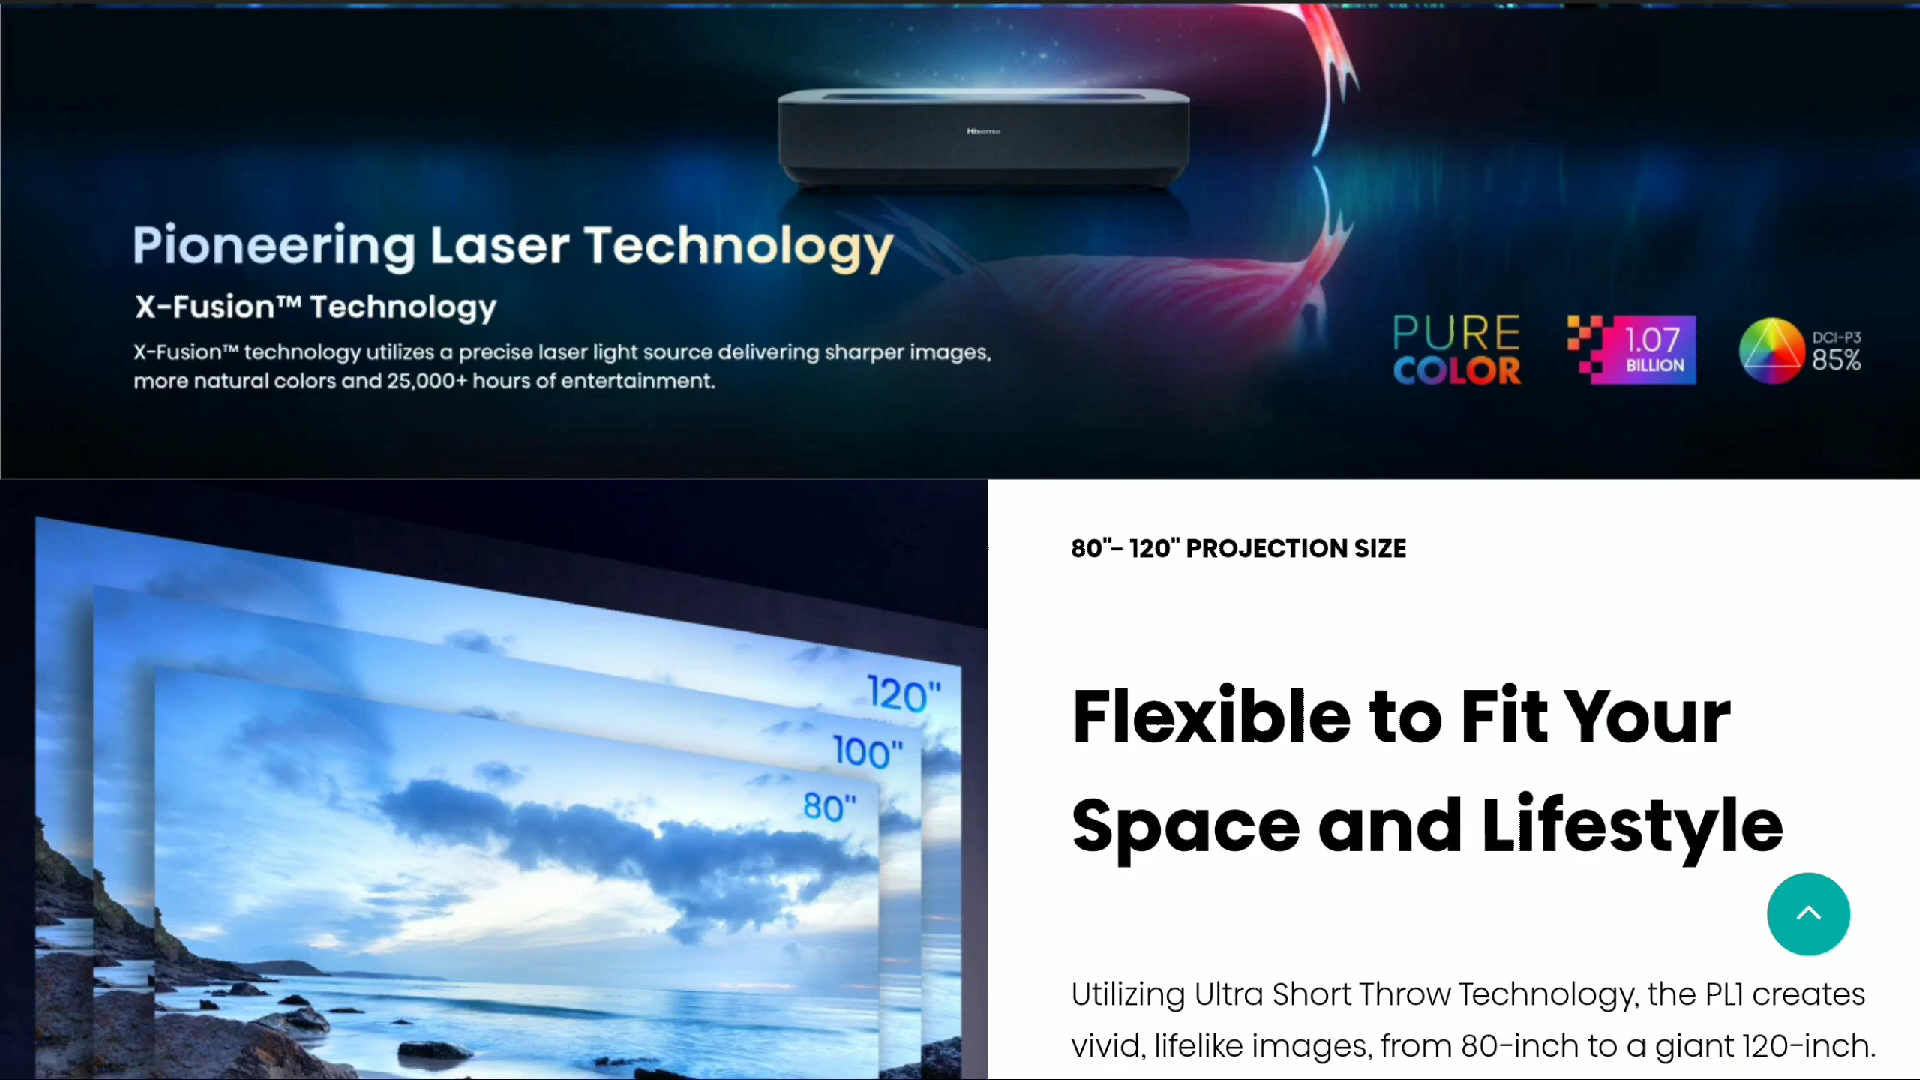 Hisense
Pioneering Laser Technology
X-Fusion™ Technology
X-Fusion™ technology utilizes a precise laser light source delivering sharper images,
more natural colors and 25,000+ hours of entertainment.
PURE
COLOR
1.07
BILLION
DCI-P3
85%
120"
100"
80"
80"- 120" PROJECTION SIZE
Flexible to Fit Your
Space and Lifestyle
Utilizing Ultra Short Throw Technology, the PL1 creates
vivid, lifelike images, from 80-inch to a giant 120-inch.